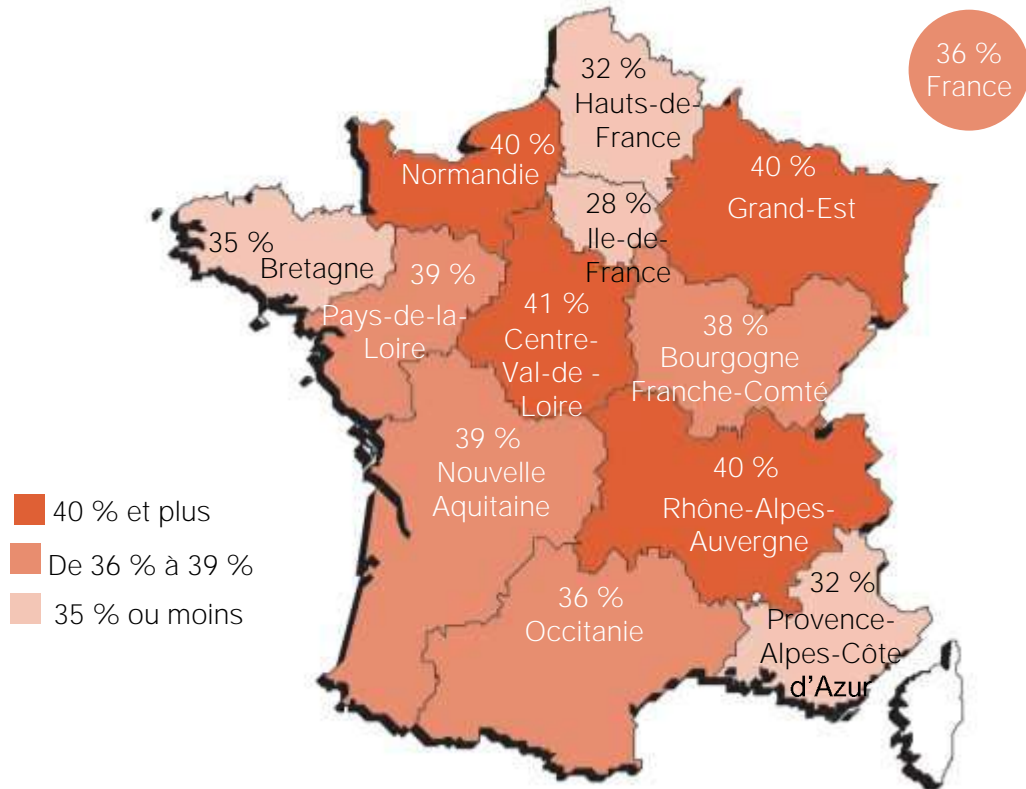 36 %
France
32 %
Hauts-de-
France
40 %
Normandie
40 %
Grand-Est
28 %
Ile-de-
France
35 %
Bretagne
39 %
Pays-de-la-
Loire
41 %
Centre-
Val-de -
Loire
38 %
Bourgogne
Franche-Comté
39 %
Nouvelle
Aquitaine
40 %
Rhône-Alpes-
Auvergne
36 %
Occitanie
32 %
Provence-
Alpes-Côte
d'Azur
40 % et plus
De 36 % à 39 %
35 % ou moins